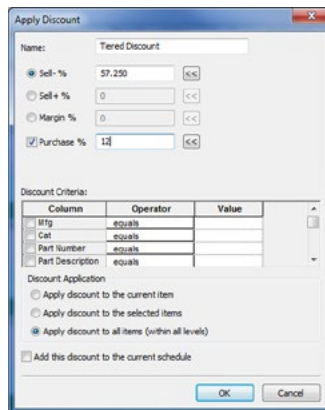 Apply Discount
Name: Tiered Discount
Sell- % 57.250 <<
Sell+ % 0 <<
Margin % 0 <<
Purchase % 12 <<
Discount Criteria:
Column Operator Value
Mfg equals
Cat equals
Part Number equals
Part Description equals
Discount Application
Apply discount to the current item
Apply discount to the selected items
Apply discount to all items (within all levels)
Add this discount to the current schedule
OK Cancel